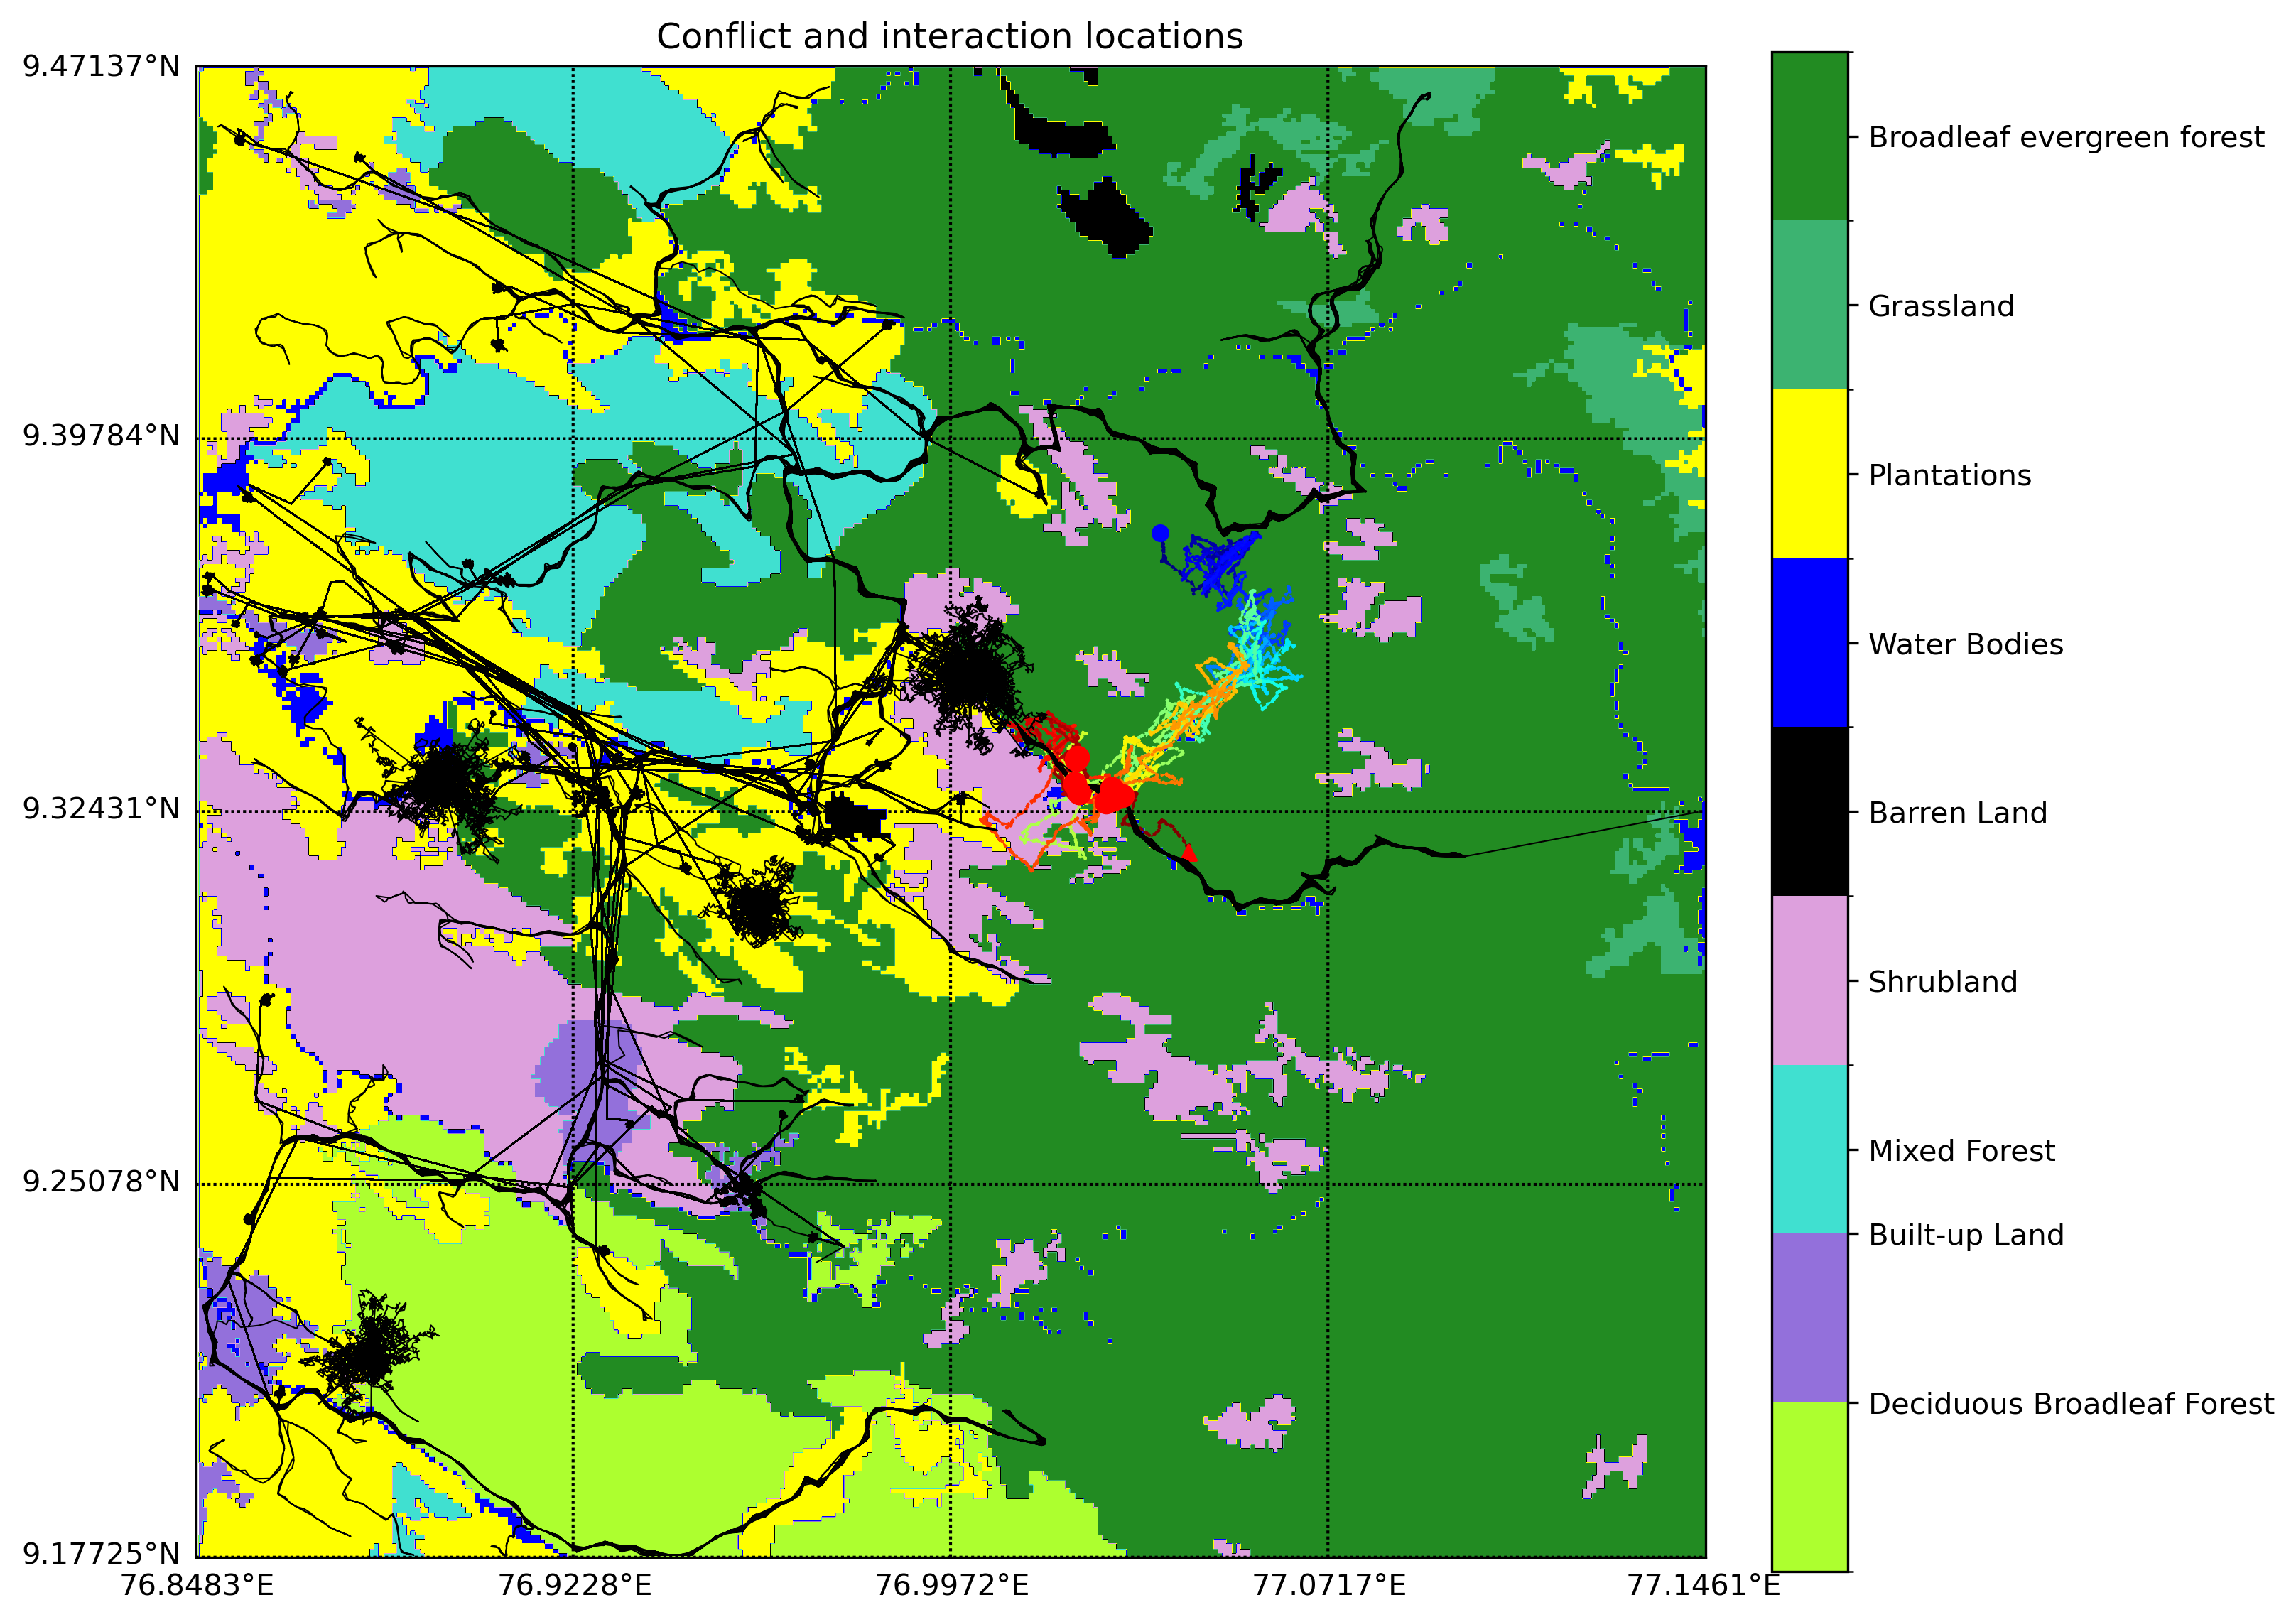 Conflict and interaction locations
9.47137°N
9.39784°N
9.32431°N
9.25078°N
9.17725°N
76.8483°E
76.9228°E
76.9972°E
77.0717°E
77.1461°E
Broadleaf evergreen forest
Grassland
Plantations
Water Bodies
Barren Land
Shrubland
Mixed Forest
Built-up Land
Deciduous Broadleaf Forest